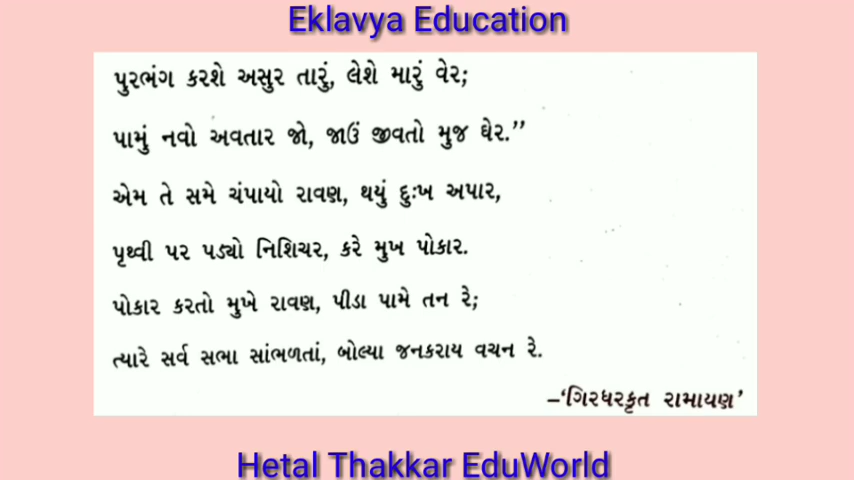 Eklavya Education
પુરભંગ કરશે અસુર તારું, લેશે મારું વેર;
પામું નવો અવતાર જો, જાઉં જીવતો મુજ ઘેર.”
એમ તે સમે ચંપાયો રાવણ, થયું દુઃખ અપાર,
પૃથ્વી પર પડ્યો નિશિચર, કરે મુખ પોકાર.
પોકાર કરતો મુખે રાવણ, પીડા પામે તન રે;
ત્યારે સર્વ સભા સાંભળતાં, બોલ્યા જનકરાય વચન રે.
–‘ગિરધરકૃત રામાયણ’
Hetal Thakkar EduWorld